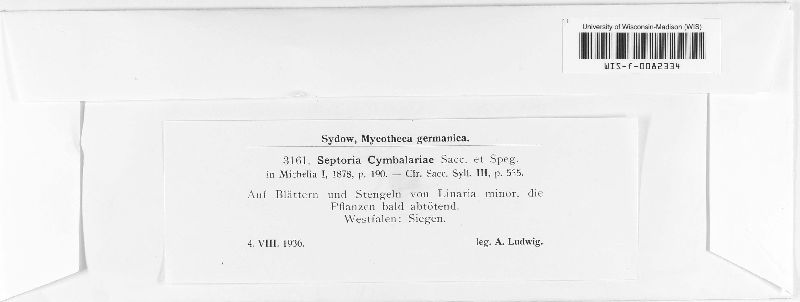 University of Wisconsin-Madison (WIS)
WIS-f-0082334
Sydow, Mycotheca germanica.
3161. Septoria Cymbalariae Sacc. et Speg.
in Michelia I, 1878, p. 190. — Cfr. Sacc. Syll. III, p. 535.
Auf Blättern und Stengeln von Linaria minor, die
Pflanzen bald abtötend.
Westfalen: Siegen.
4. VIII. 1936. leg. A. Ludwig.